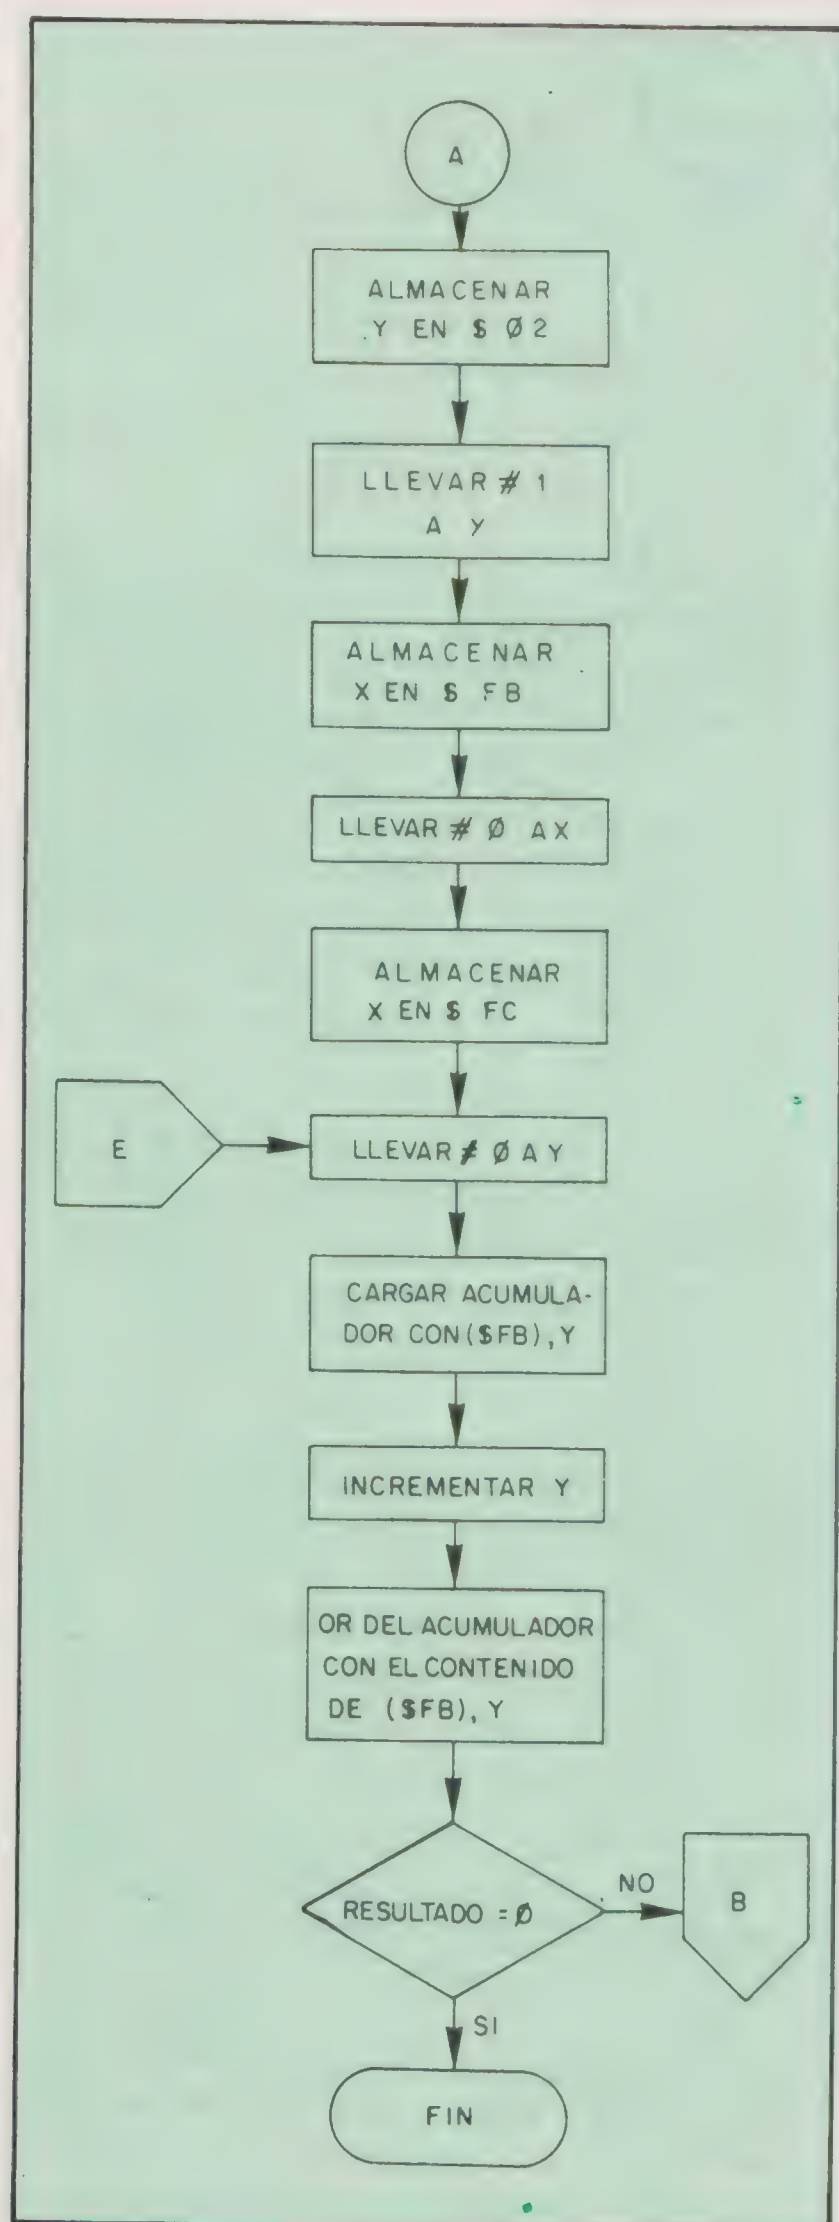 A
ALMACENAR
Y EN $ Ø2
LLEVAR # 1
A Y
ALMACENAR
X EN $ FB
LLEVAR # Ø AX
ALMACENAR
X EN $ FC
E
LLEVAR # Ø A Y
CARGAR ACUMULA-
DOR CON($FB),Y
INCREMENTAR Y
OR DEL ACUMULADOR
CON EL CONTENIDO
DE ($FB),Y
RESULTADO =Ø
NO
B
SI
FIN